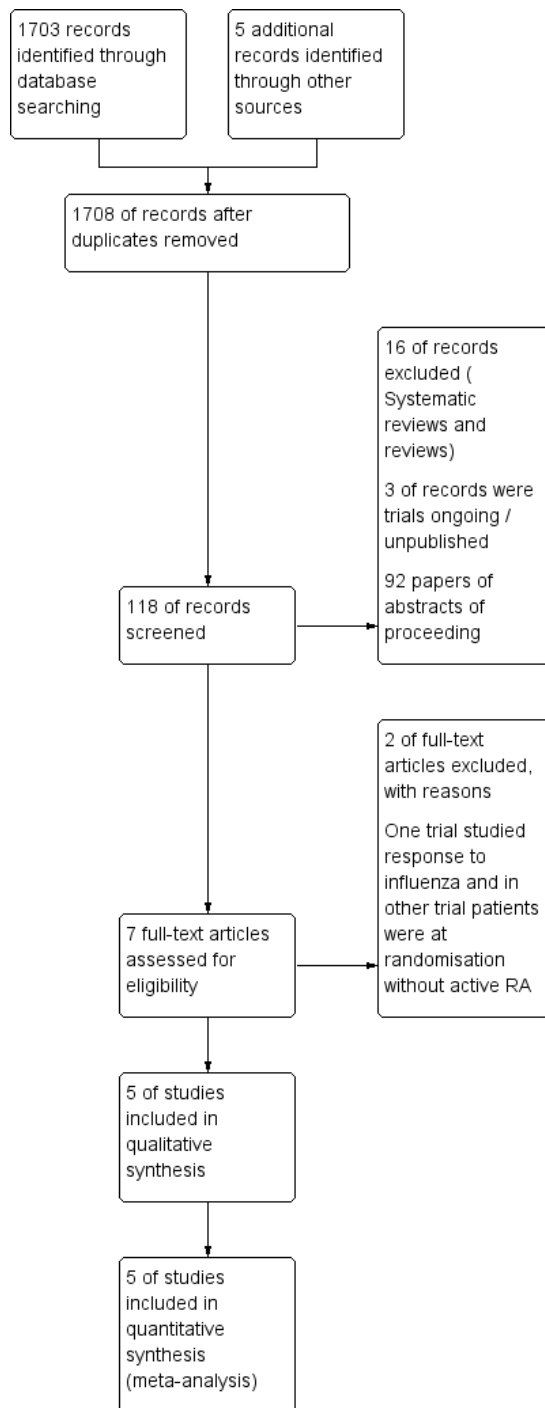 1703 records
identified through
database
searching
5 additional
records identified
through other
sources
1708 of records after
duplicates removed
16 of records
excluded (
Systematic
reviews and
reviews)
3 of records were
trials ongoing /
unpublished
92 papers of
abstracts of
proceeding
118 of records
screened
2 of full-text
articles excluded,
with reasons
One trial studied
response to
influenza and in
other trial patients
were at
randomisation
without active RA
7 full-text articles
assessed for
eligibility
5 of studies
included in
qualitative
synthesis
5 of studies
included in
quantitative
synthesis
(meta-analysis)